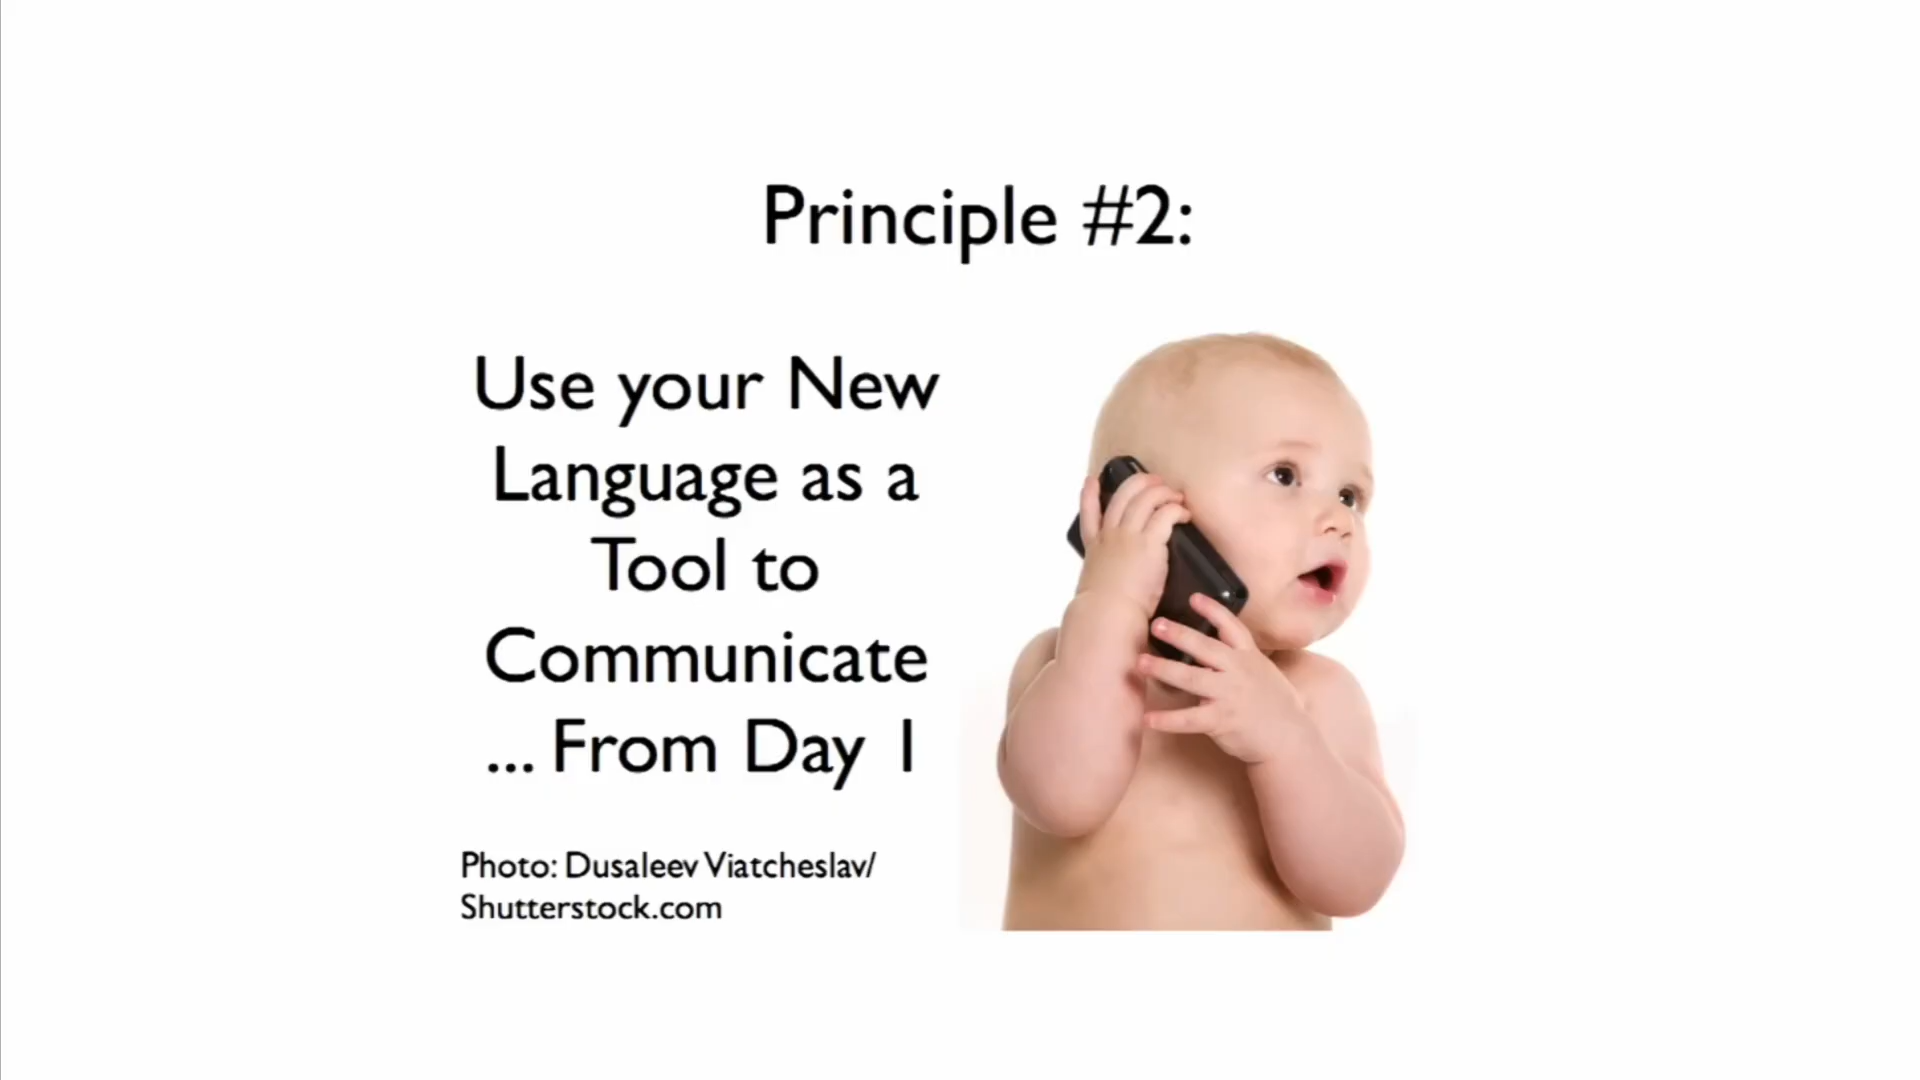 Principle #2:
Use your New
Language as a
Tool to
Communicate
... From Day 1
Photo: Dusaleev Viatcheslav/
Shutterstock.com